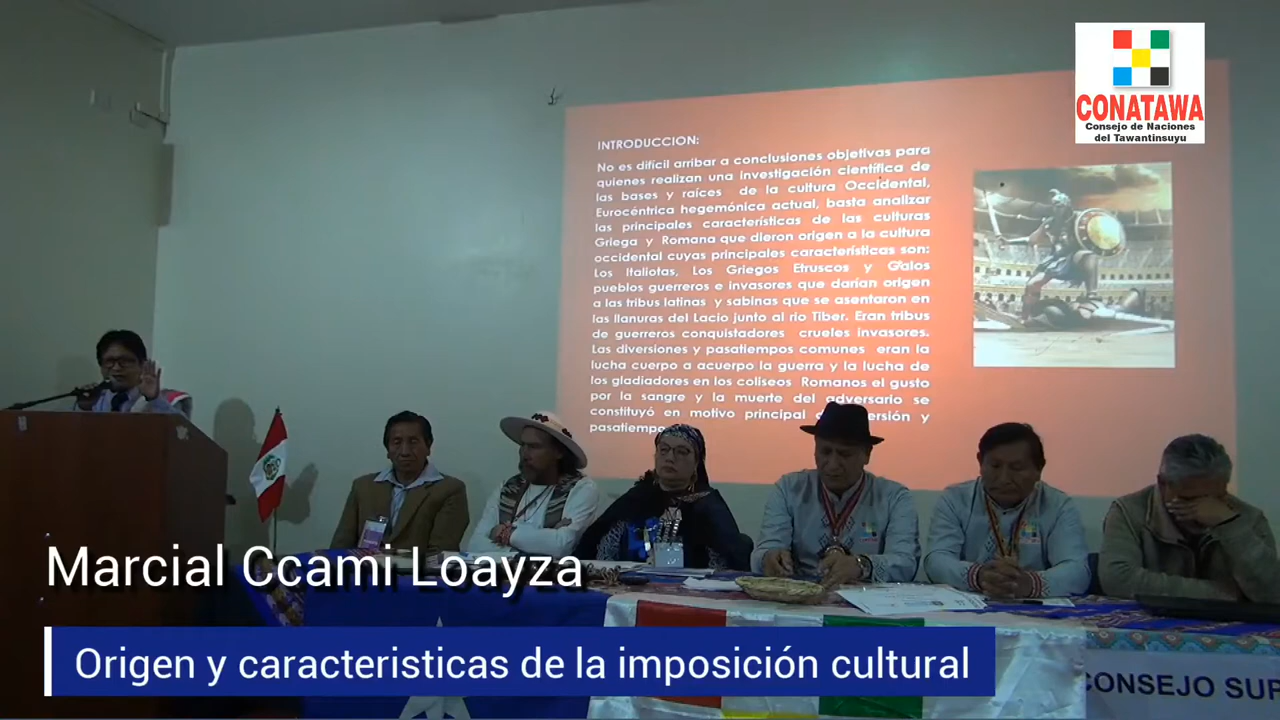 CONATAWA
Consejo de Naciones
del Tawantinsuyu
INTRODUCCION:
No es difícil arribar a conclusiones objetivas para
quienes realizan una investigación científica de
las bases y raíces de la cultura Occidental,
Eurocéntrica hegemónica actual, basta analizar
las principales características de las culturas
Griega y Romana que dieron origen a la cultura
occidental cuyas principales características son:
Los Italiotas, Los Griegos Etruscos y Galos
pueblos guerreros e invasores que darían origen
a las tribus latinas y sabinas que se asentaron en
las llanuras del Lacio junto al río Tiber. Eran tribus
de guerreros conquistadores crueles invasores.
Las diversiones y pasatiempos comunes eran la
lucha cuerpo a acuerpo la guerra y la lucha de
los gladiadores en los coliseos Romanos el gusto
por la sangre y la muerte del adversario se
constituyó en motivo principal y
pasatiempo
Marcial Ccami Loayza
Origen y caracteristicas de la imposición cultural
CONSEJO